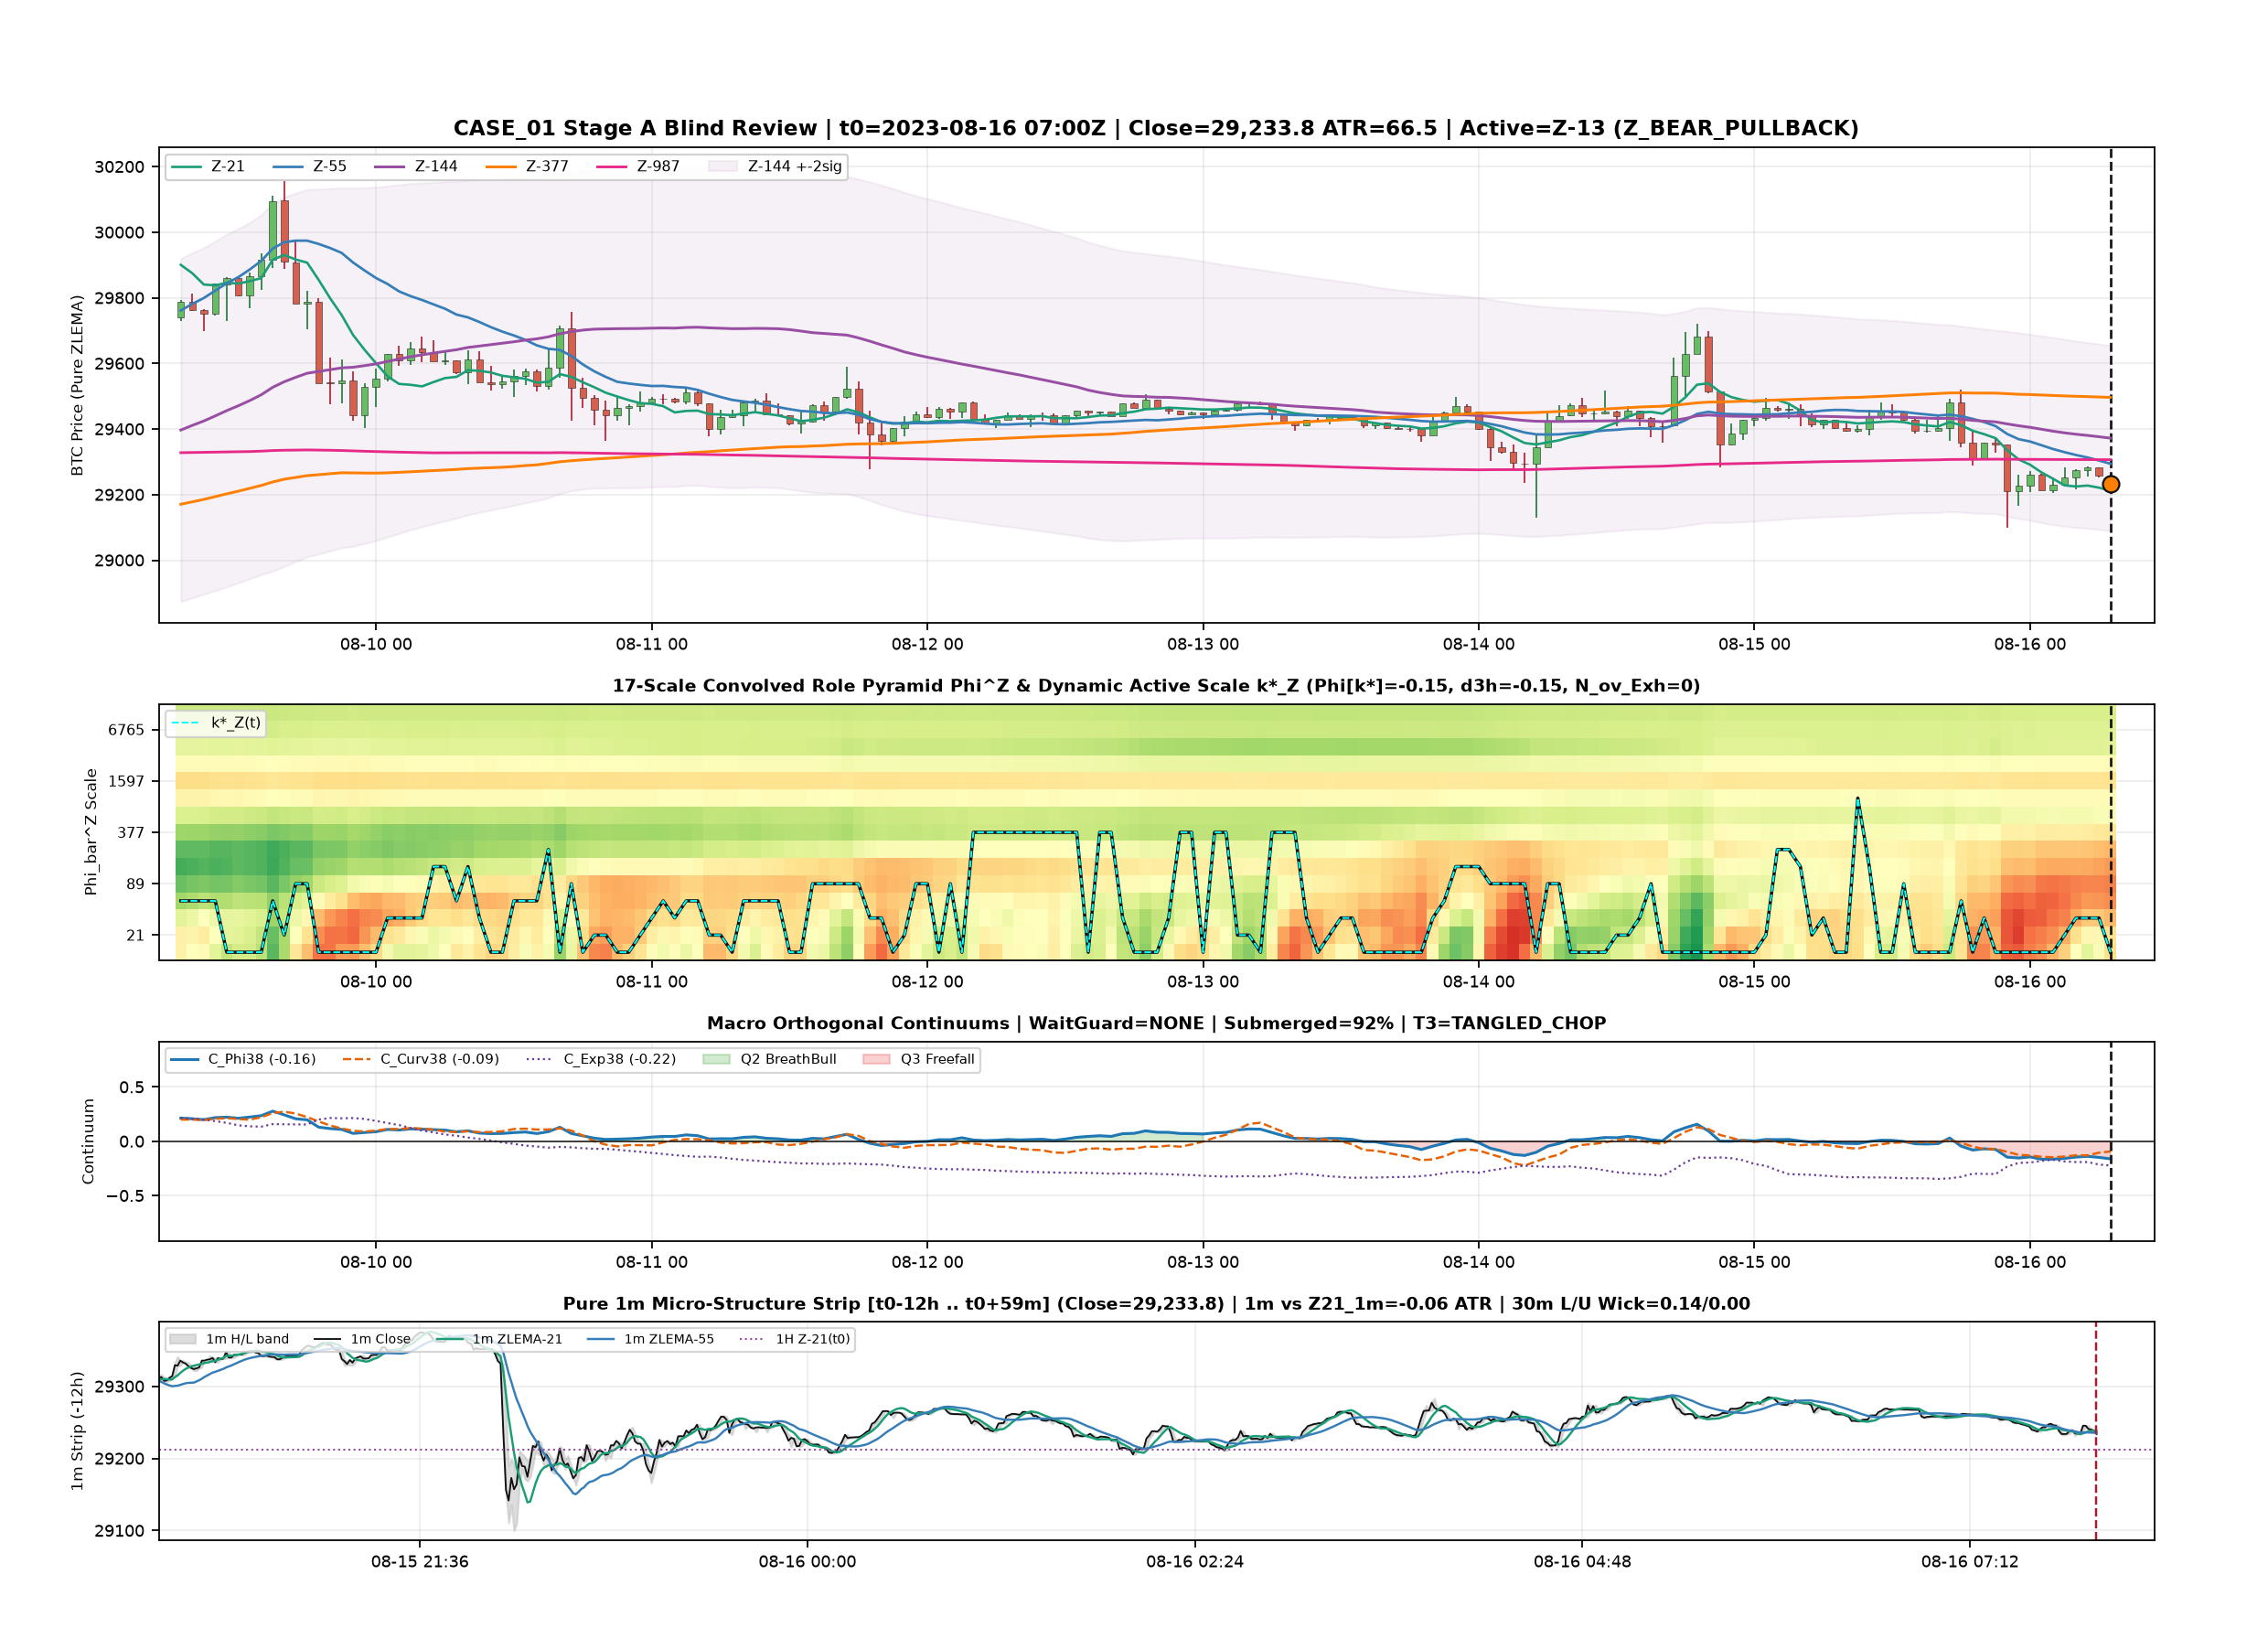 CASE_01 Stage A Blind Review | t0=2023-08-16 07:00Z | Close=29,233.8 ATR=66.5 | Active=Z-13 (Z_BEAR_PULLBACK)
Z-21 Z-55 Z-144 Z-377 Z-987 Z-144 +-2sig
BTC Price (Pure ZLEMA)
30200
30000
29800
29600
29400
29200
29000
08-10 00 08-11 00 08-12 00 08-13 00 08-14 00 08-15 00 08-16 00
17-Scale Convolved Role Pyramid Phi^Z & Dynamic Active Scale k*_Z (Phi[k*]=-0.15, d3h=-0.15, N_ov_Exh=0)
k*_Z(t)
Phi_bar^Z Scale
6765
1597
377
89
21
08-10 00 08-11 00 08-12 00 08-13 00 08-14 00 08-15 00 08-16 00
Macro Orthogonal Continuums | WaitGuard=NONE | Submerged=92% | T3=TANGLED_CHOP
C_Phi38 (-0.16) C_Curv38 (-0.09) C_Exp38 (-0.22) Q2 BreathBull Q3 Freefall
Continuum
0.5
0.0
−0.5
08-10 00 08-11 00 08-12 00 08-13 00 08-14 00 08-15 00 08-16 00
Pure 1m Micro-Structure Strip [t0-12h .. t0+59m] (Close=29,233.8) | 1m vs Z21_1m=-0.06 ATR | 30m L/U Wick=0.14/0.00
1m H/L band 1m Close 1m ZLEMA-21 1m ZLEMA-55 1H Z-21(t0)
1m Strip (-12h)
29300
29200
29100
08-15 21:36 08-16 00:00 08-16 02:24 08-16 04:48 08-16 07:12